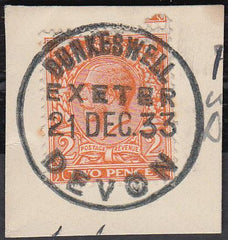 DUNKESWELL
EXETER
21 DEC.33
POSTAGE REVENUE
TWO PENCE
DEVON